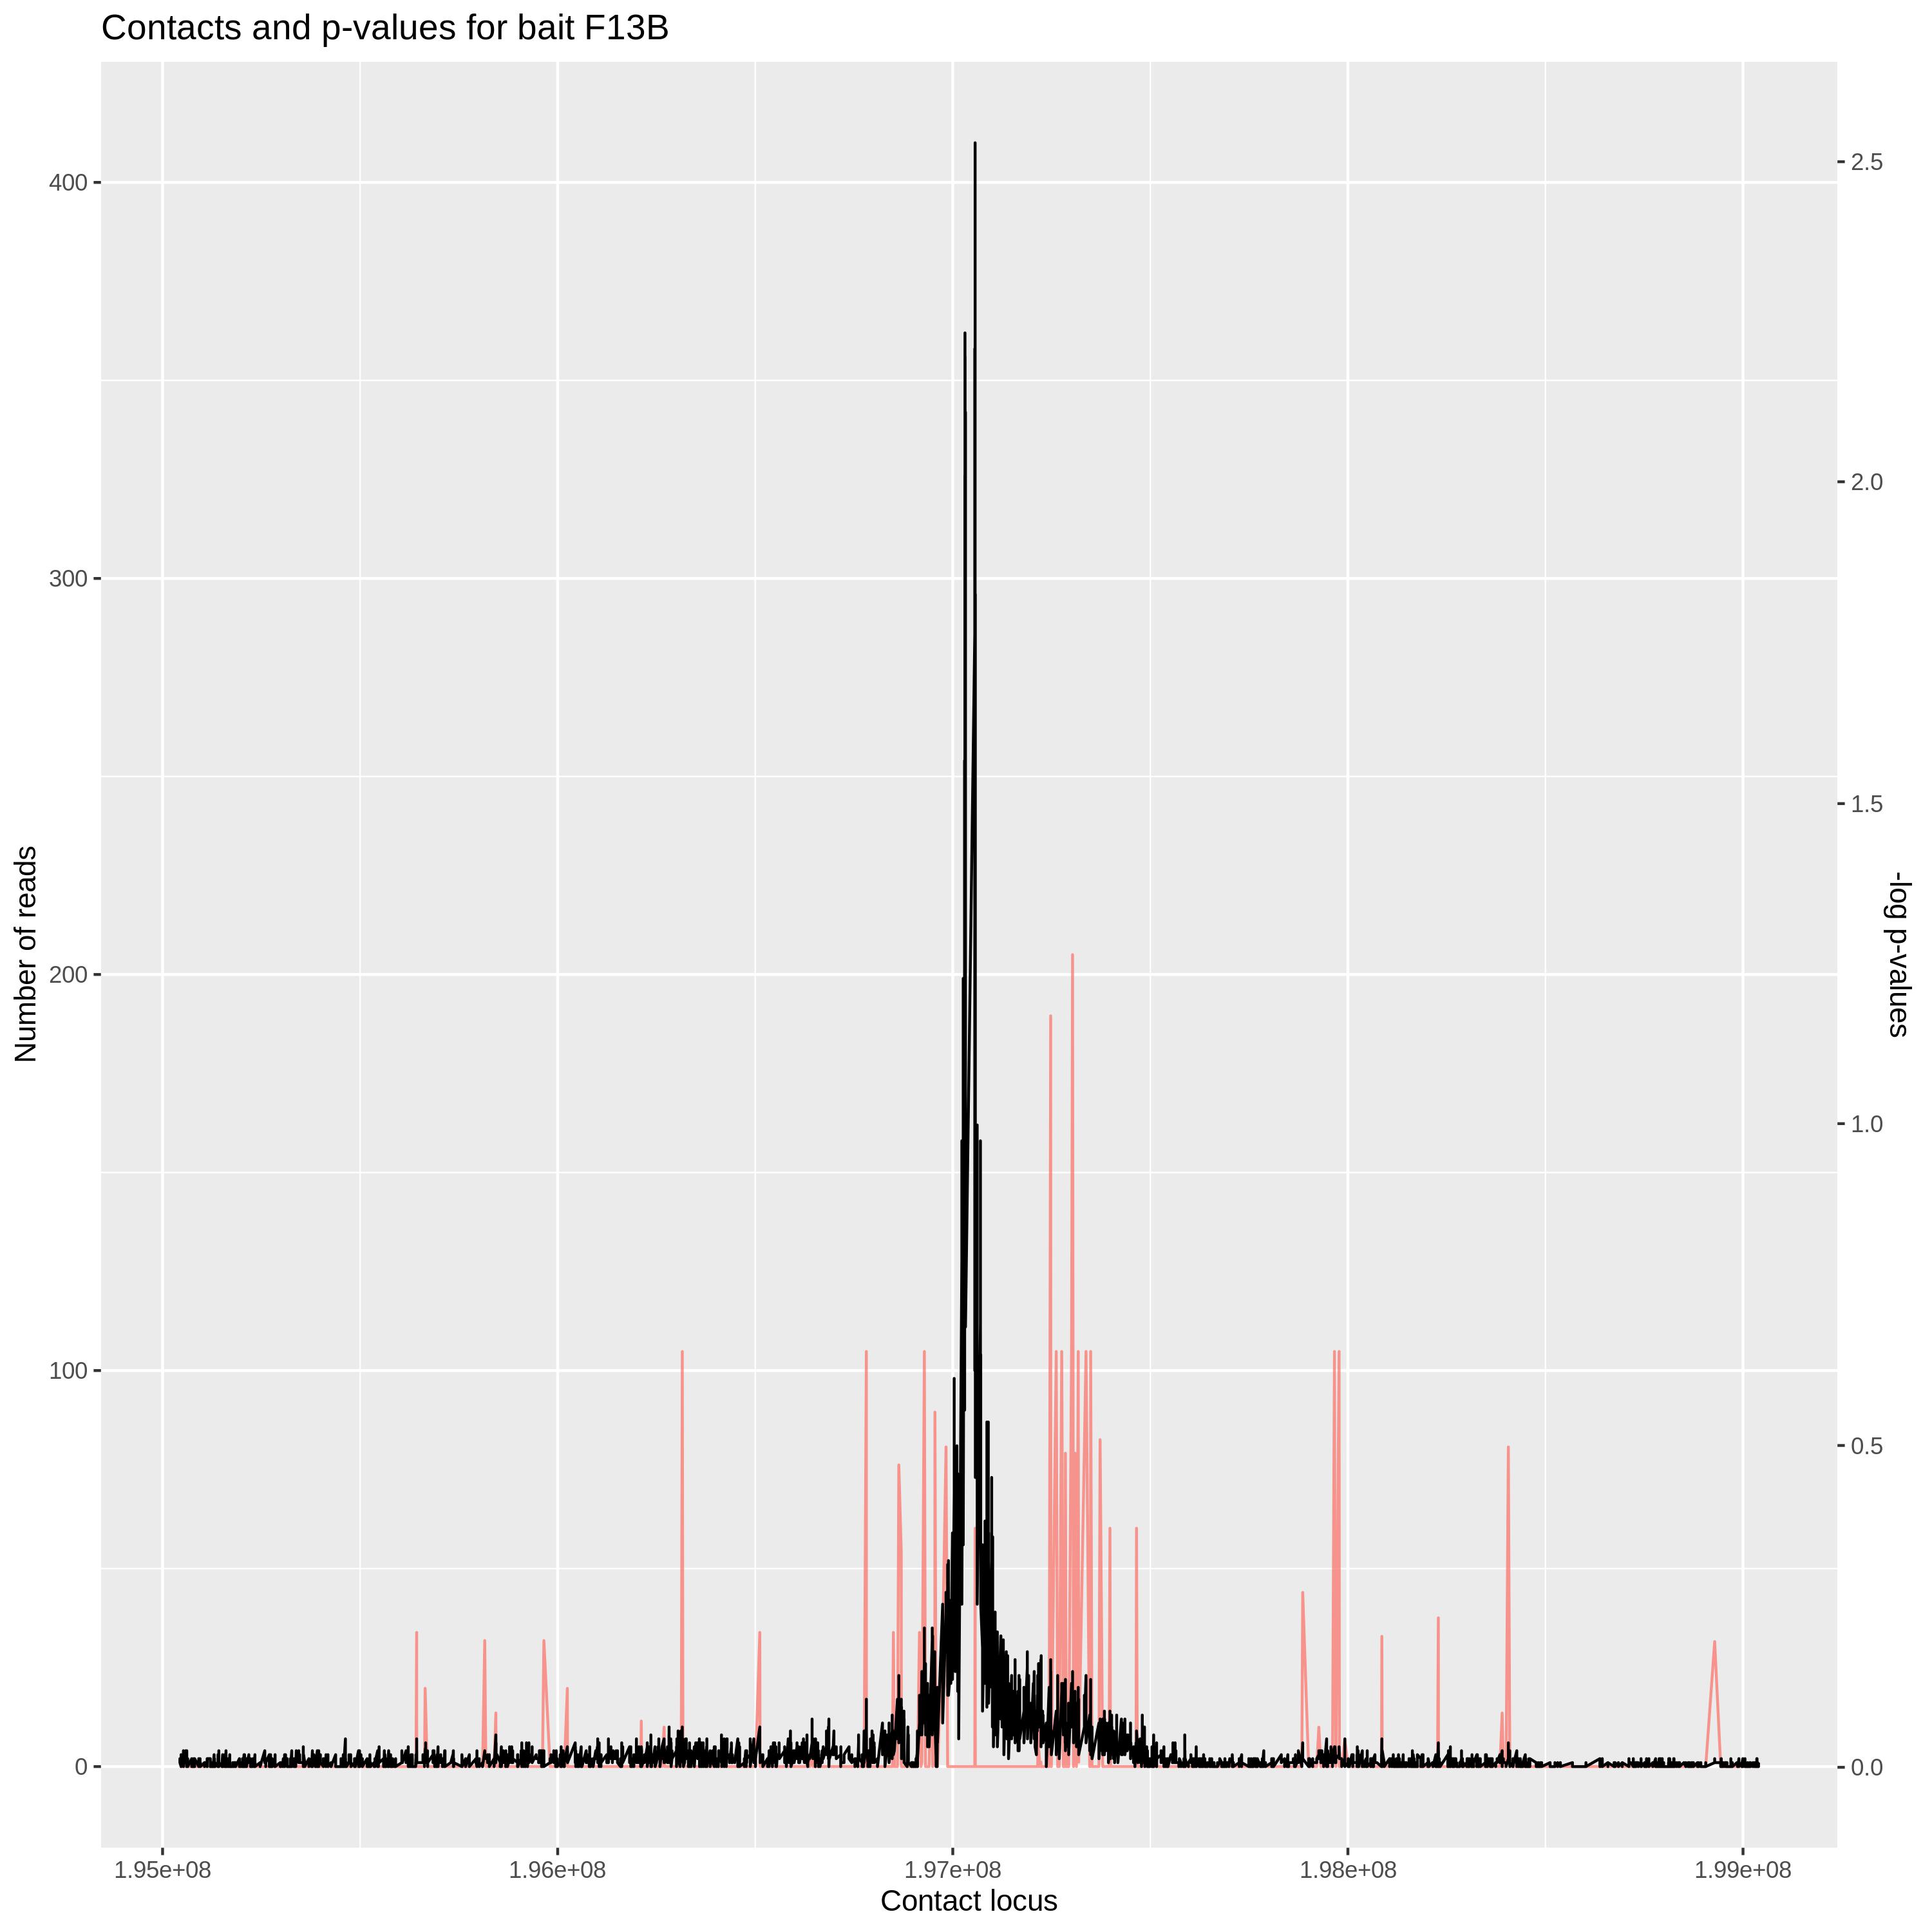 Contacts and p-values for bait F13B
400
300
200
100
0
Number of reads
2.5
2.0
1.5
1.0
0.5
0.0
-log p-values
1.95e+08
1.96e+08
1.97e+08
1.98e+08
1.99e+08
Contact locus